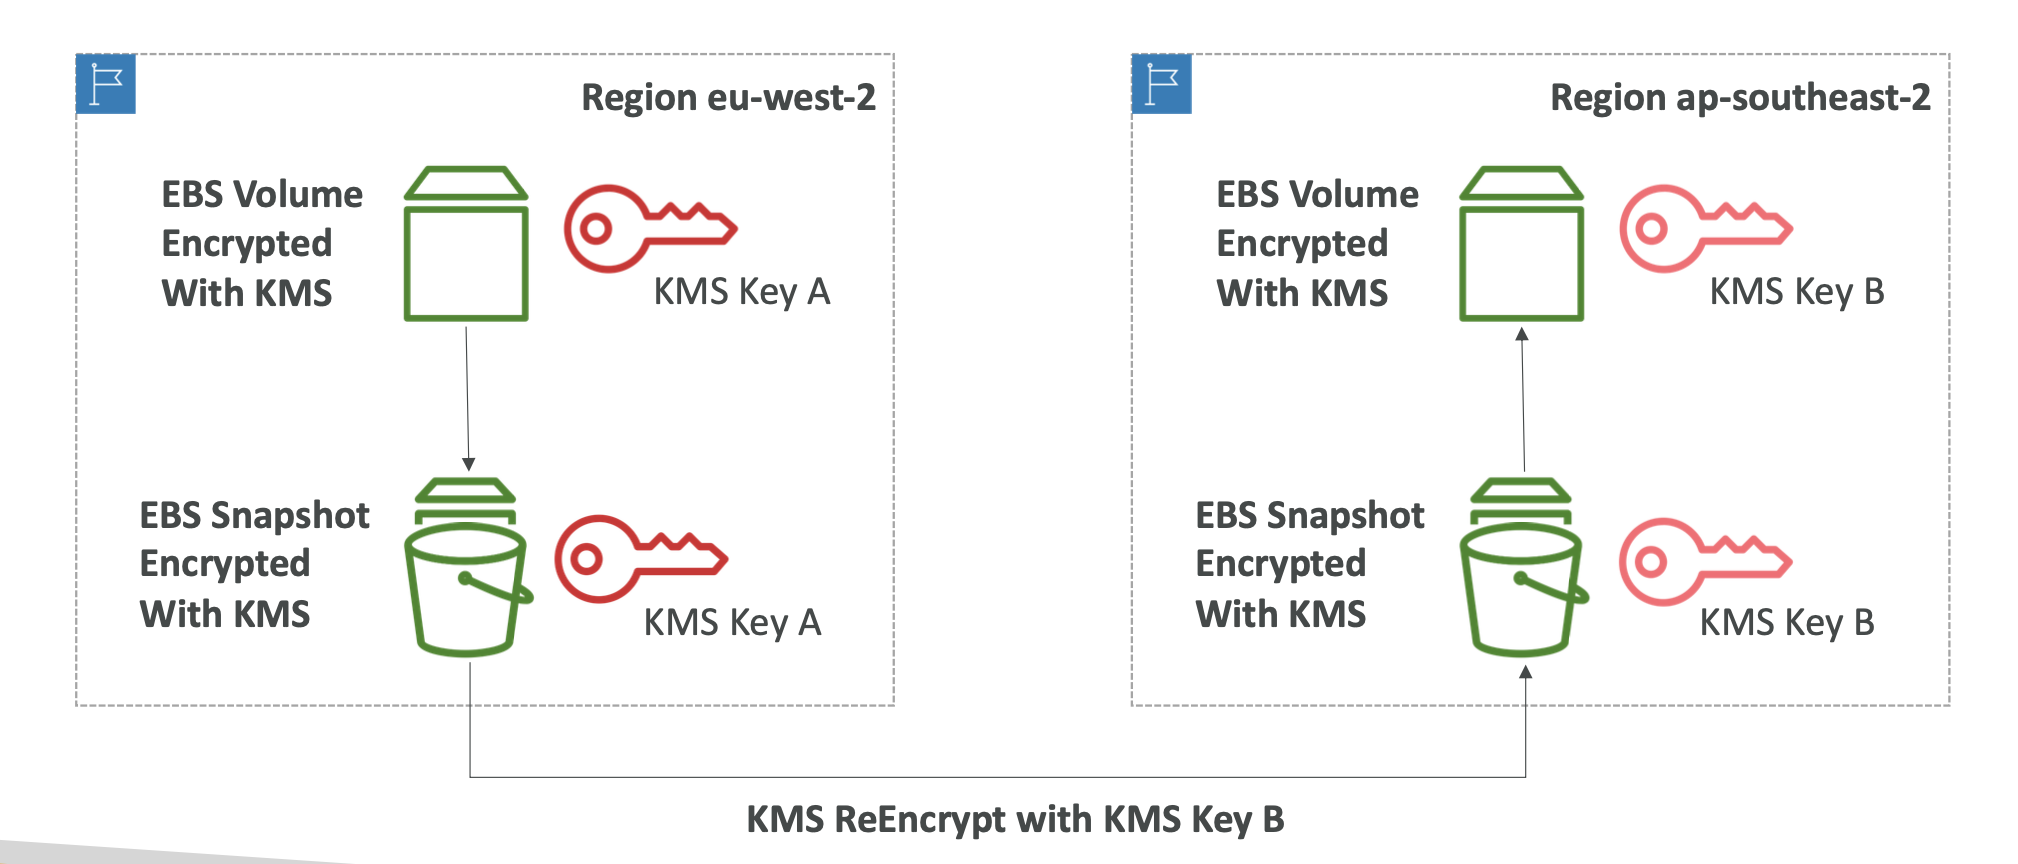 Region eu-west-2
EBS Volume
Encrypted
With KMS
KMS Key A
EBS Snapshot
Encrypted
With KMS
KMS Key A
Region ap-southeast-2
EBS Volume
Encrypted
With KMS
KMS Key B
EBS Snapshot
Encrypted
With KMS
KMS Key B
KMS ReEncrypt with KMS Key B